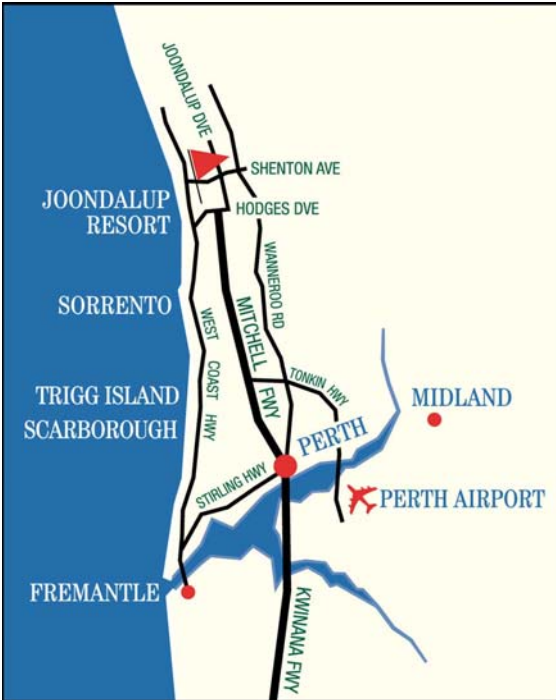 JOONDALUP DVE
SHENTON AVE
JOONDALUP
RESORT
HODGES DVE
WANNEROO RD
SORRENTO
MITCHELL
FWY
WEST
COAST
HWY
TONKIN HWY
TRIGG ISLAND
SCARBOROUGH
MIDLAND
PERTH
STIRLING HWY
PERTH AIRPORT
FREMANTLE
KWINANA FWY